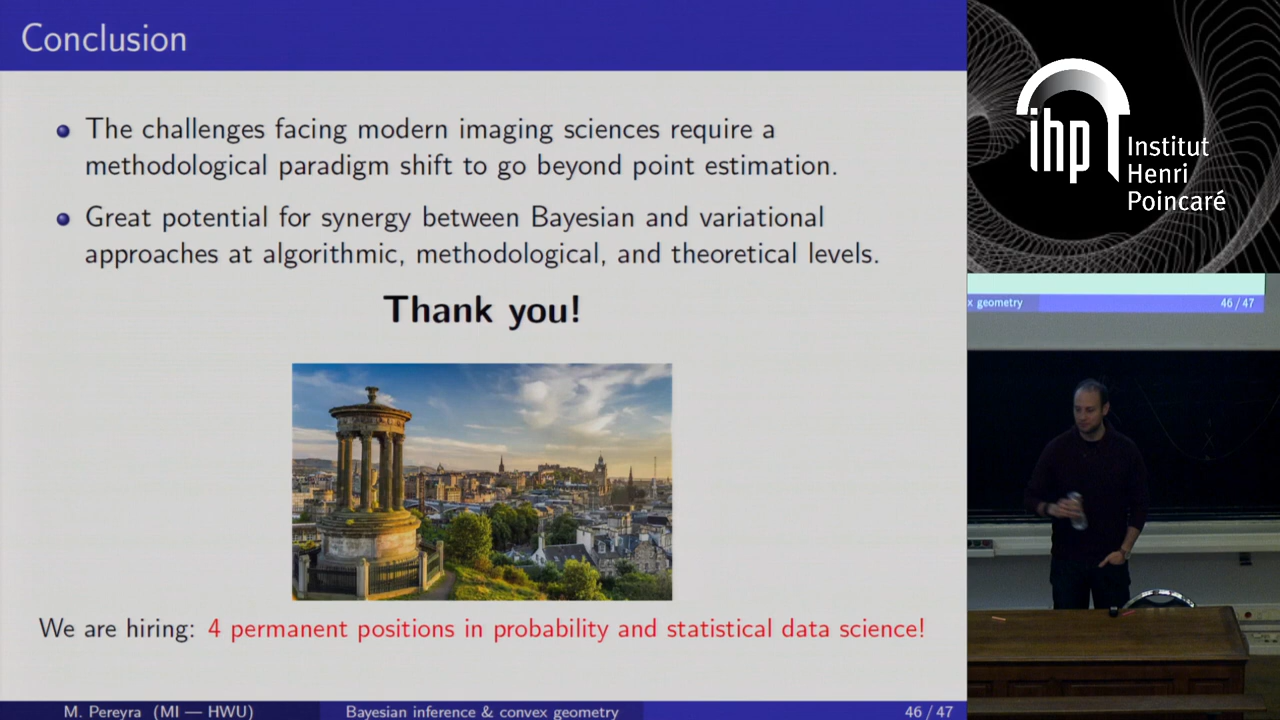 Conclusion
The challenges facing modern imaging sciences require a
methodological paradigm shift to go beyond point estimation.
Great potential for synergy between Bayesian and variational
approaches at algorithmic, methodological, and theoretical levels.
Thank you!
We are hiring: 4 permanent positions in probability and statistical data science!
M. Pereyra (MI — HWU)
Bayesian inference & convex geometry
46 / 47
ihp
Institut
Henri
Poincaré
x geometry
46 / 47